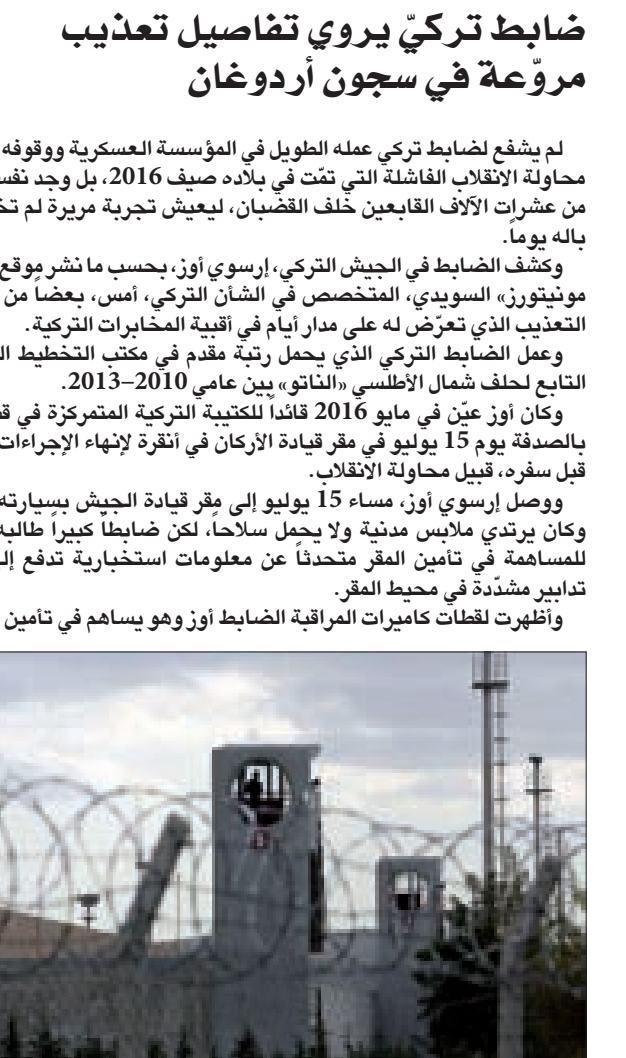 ضابط تركيّ يروي تفاصيل تعذيب
مروّعة في سجون أردوغان
لم يشفع لضابط تركي عمله الطويل في المؤسسة العسكرية ووقوفه
محاولة الانقلاب الفاشلة التي تمّت في بلاده صيف 2016، بل وجد نفس
من عشرات الآلاف القابعين خلف القضبان، ليعيش تجربة مريرة لم تخ
باله يوماً.
وكشف الضابط في الجيش التركي، إرسوي أوز، بحسب ما نشر موقع
مونيتورز» السويدي، المتخصص في الشأن التركي، أمس، بعضاً من
التعذيب الذي تعرّض له على مدار أيام في أقبية المخابرات التركية.
وعمل الضابط التركي الذي يحمل رتبة مقدم في مكتب التخطيط ال
التابع لحلف شمال الأطلسي «الناتو» بين عامي 2010–2013.
وكان أوز عيّن في مايو 2016 قائداً للكتيبة التركية المتمركزة في ق
بالصدفة يوم 15 يوليو في مقر قيادة الأركان في أنقرة لإنهاء الإجراءات
قبل سفره، قبيل محاولة الانقلاب.
ووصل إرسوي أوز، مساء 15 يوليو إلى مقر قيادة الجيش بسيارته
وكان يرتدي ملابس مدنية ولا يحمل سلاحاً، لكن ضابطاً كبيراً طالبه
للمساهمة في تأمين المقر متحدثاً عن معلومات استخبارية تدفع إل
تدابير مشدّدة في محيط المقر.
وأظهرت لقطات كاميرات المراقبة الضابط أوز وهو يساهم في تأمين